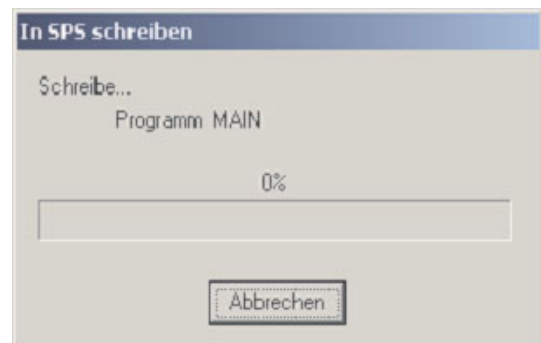 In SPS schreiben
Schreibe...
Programm MAIN
0%
Abbrechen